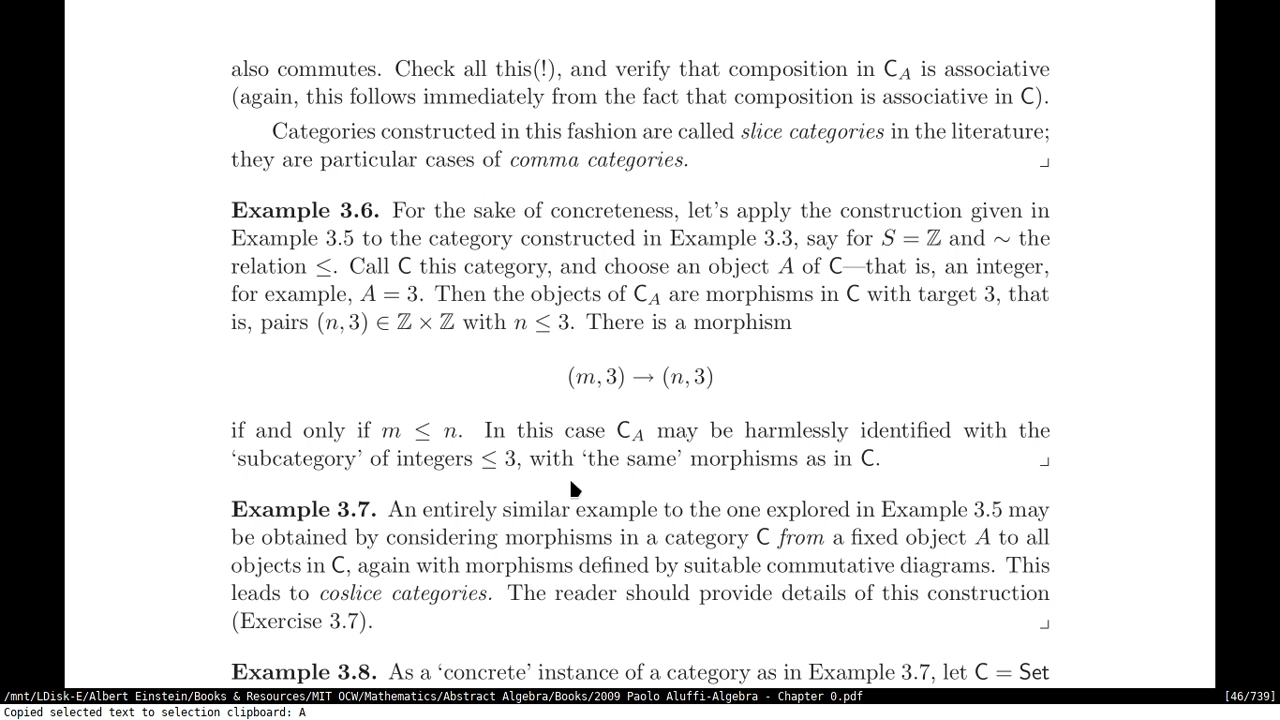 also commutes. Check all this(!), and verify that composition in C_A is associative
(again, this follows immediately from the fact that composition is associative in C).
Categories constructed in this fashion are called slice categories in the literature;
they are particular cases of comma categories. ⌟
Example 3.6. For the sake of concreteness, let's apply the construction given in
Example 3.5 to the category constructed in Example 3.3, say for S = ℤ and ∼ the
relation ≤. Call C this category, and choose an object A of C—that is, an integer,
for example, A = 3. Then the objects of C_A are morphisms in C with target 3, that
is, pairs (n, 3) ∈ ℤ × ℤ with n ≤ 3. There is a morphism
(m, 3) → (n, 3)
if and only if m ≤ n. In this case C_A may be harmlessly identified with the
‘subcategory’ of integers ≤ 3, with ‘the same’ morphisms as in C. ⌟
Example 3.7. An entirely similar example to the one explored in Example 3.5 may
be obtained by considering morphisms in a category C from a fixed object A to all
objects in C, again with morphisms defined by suitable commutative diagrams. This
leads to coslice categories. The reader should provide details of this construction
(Exercise 3.7). ⌟
Example 3.8. As a ‘concrete’ instance of a category as in Example 3.7, let C = Set
/mnt/LDisk-E/Albert Einstein/Books & Resources/MIT OCW/Mathematics/Abstract Algebra/Books/2009 Paolo Aluffi-Algebra - Chapter 0.pdf [46/739]
Copied selected text to selection clipboard: A